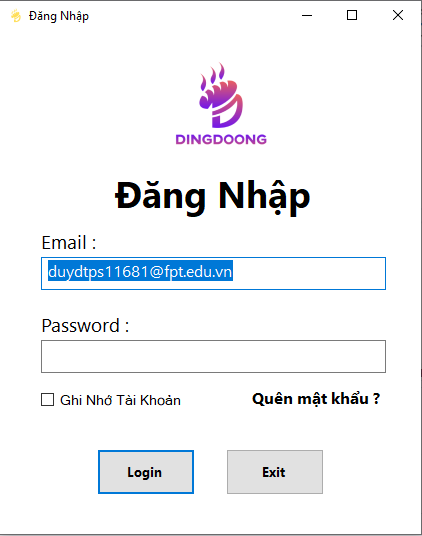 Đăng Nhập
DINGDOONG
Đăng Nhập
Email :
duydtps11681@fpt.edu.vn
Password :
Ghi Nhớ Tài Khoản Quên mật khẩu ?
Login Exit